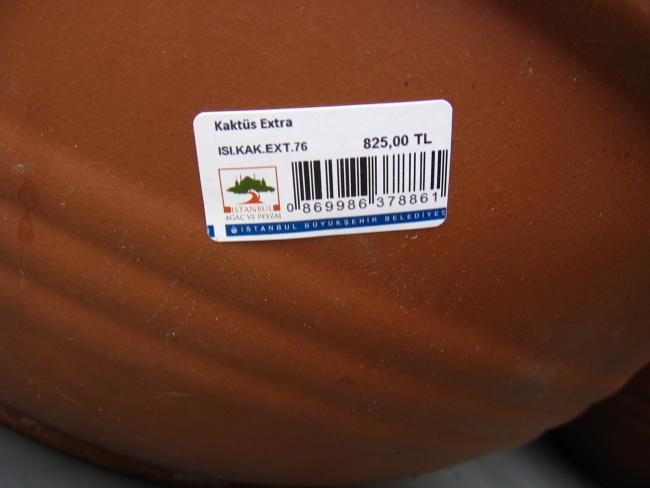 Kaktüs Extra
ISI.KAK.EXT.76 825,00 TL
0 869986 378861
İSTANBUL
AĞAÇ VE PEYZAJ
İSTANBUL BÜYÜKŞEHİR BELEDİYES